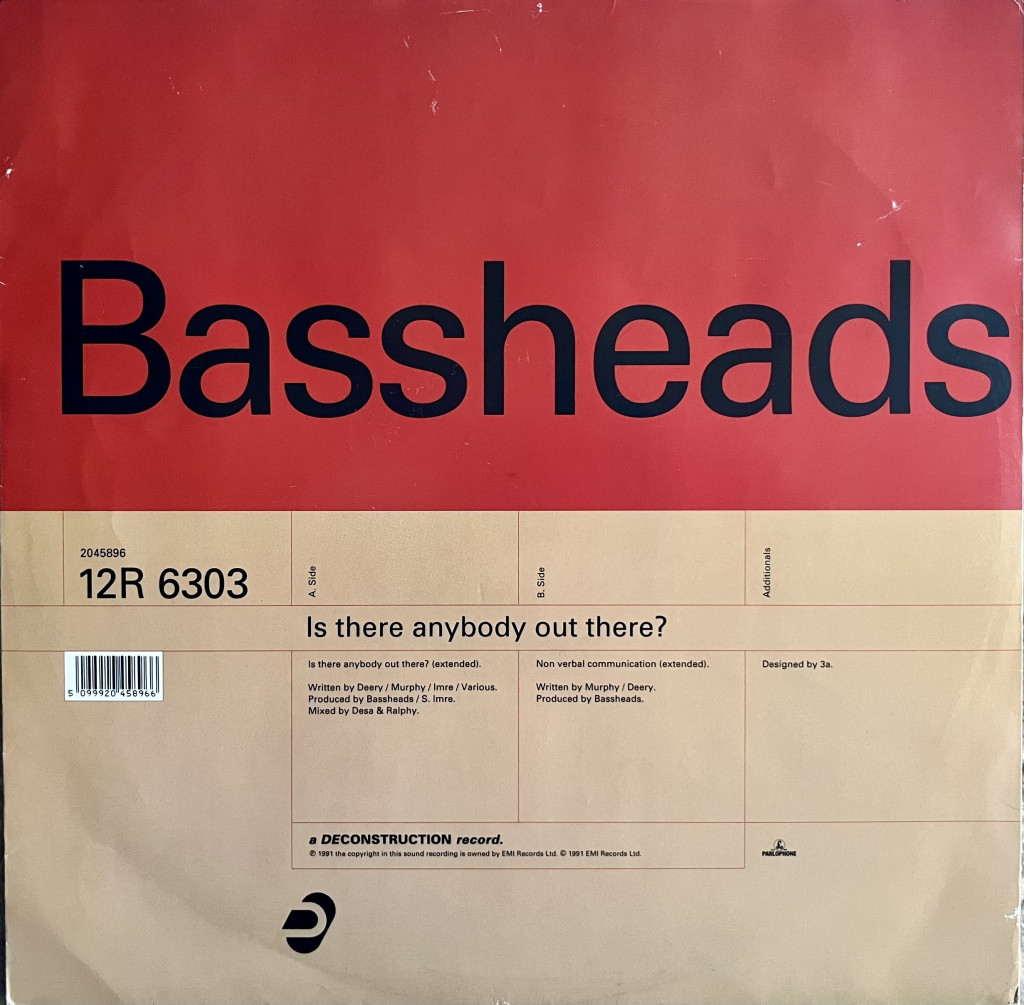 Bassheads
2045896
12R 6303
A. Side
B. Side
Additionals
Is there anybody out there?
5 099920 458966
Is there anybody out there? (extended).
Written by Deery / Murphy / Imre / Various.
Produced by Bassheads / S. Imre.
Mixed by Desa & Ralphy.
Non verbal communication (extended).
Written by Murphy / Deery.
Produced by Bassheads.
Designed by 3a.
a DECONSTRUCTION record.
℗ 1991 the copyright in this sound recording is owned by EMI Records Ltd. © 1991 EMI Records Ltd.
PARLOPHONE